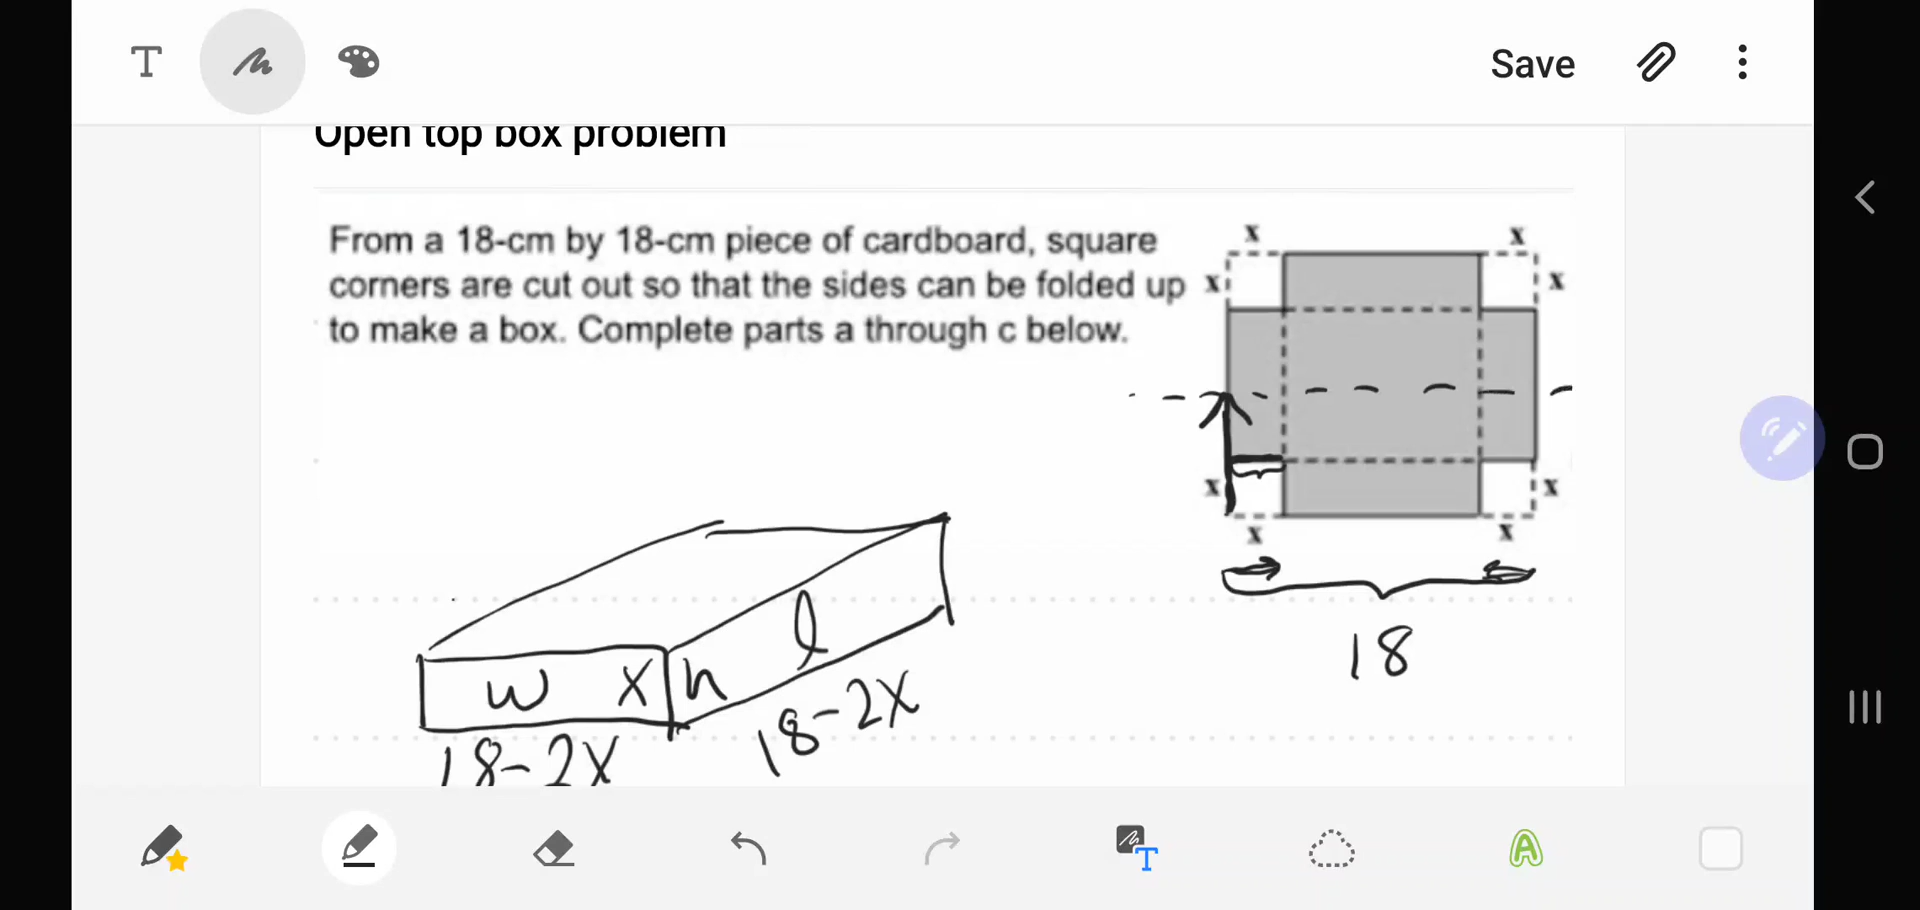 T
Save
Open top box problem
From a 18-cm by 18-cm piece of cardboard, square
corners are cut out so that the sides can be folded up
to make a box. Complete parts a through c below.
x x
x x
x x
x x
18
w x h l
18-2x
18-2x
T
A